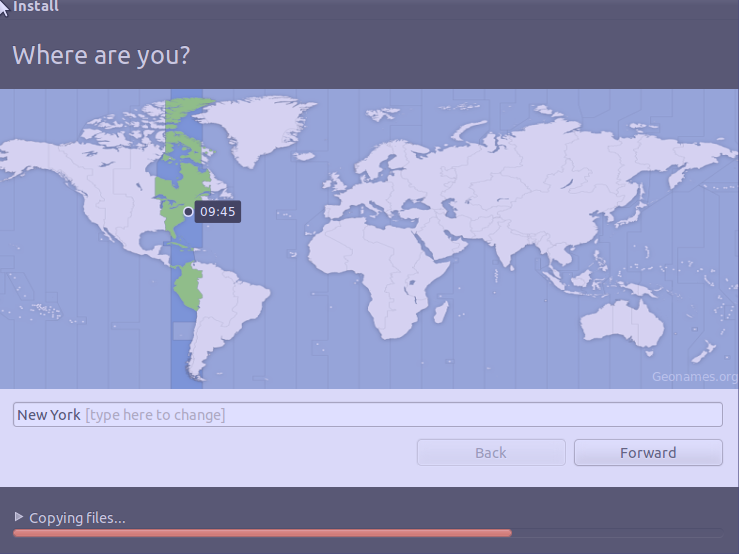 Install
Where are you?
09:45
Geonames.org
New York [type here to change]
Back
Forward
Copying files...